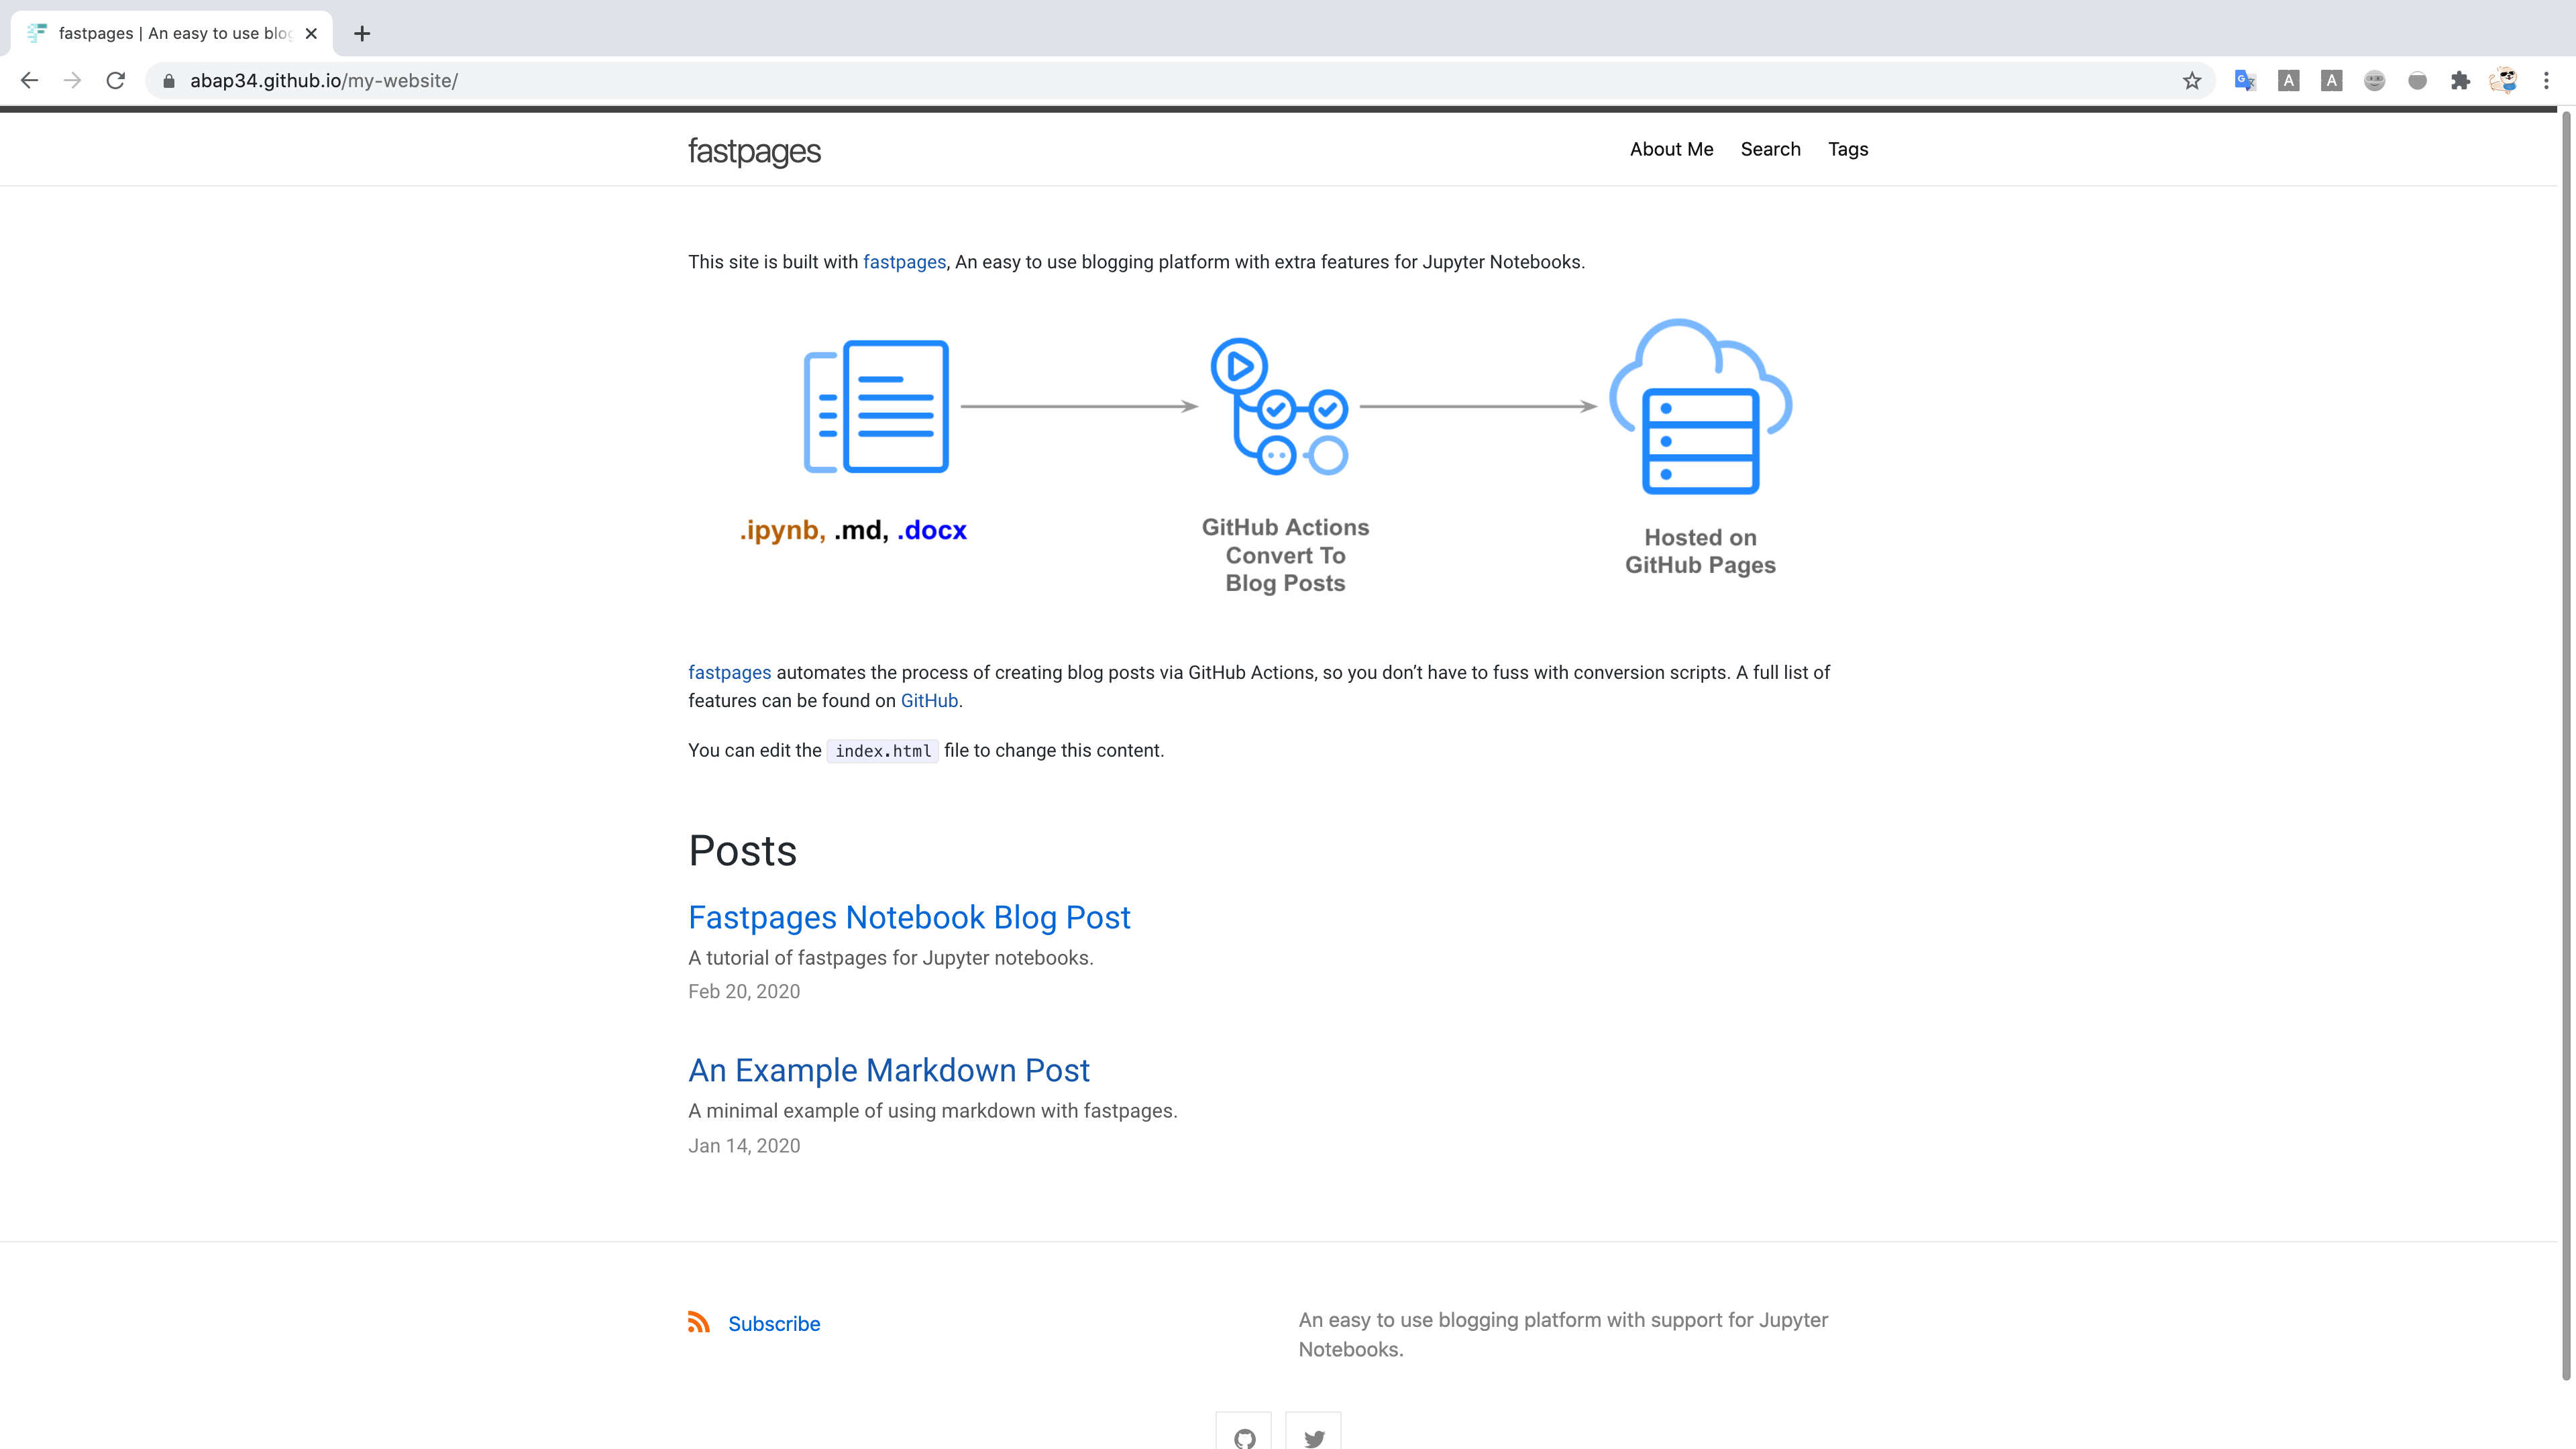 fastpages | An easy to use blog
abap34.github.io/my-website/
fastpages
About Me Search Tags
This site is built with fastpages, An easy to use blogging platform with extra features for Jupyter Notebooks.
.ipynb, .md, .docx
GitHub Actions
Convert To
Blog Posts
Hosted on
GitHub Pages
fastpages automates the process of creating blog posts via GitHub Actions, so you don’t have to fuss with conversion scripts. A full list of
features can be found on GitHub.
You can edit the index.html file to change this content.
Posts
Fastpages Notebook Blog Post
A tutorial of fastpages for Jupyter notebooks.
Feb 20, 2020
An Example Markdown Post
A minimal example of using markdown with fastpages.
Jan 14, 2020
Subscribe
An easy to use blogging platform with support for Jupyter
Notebooks.